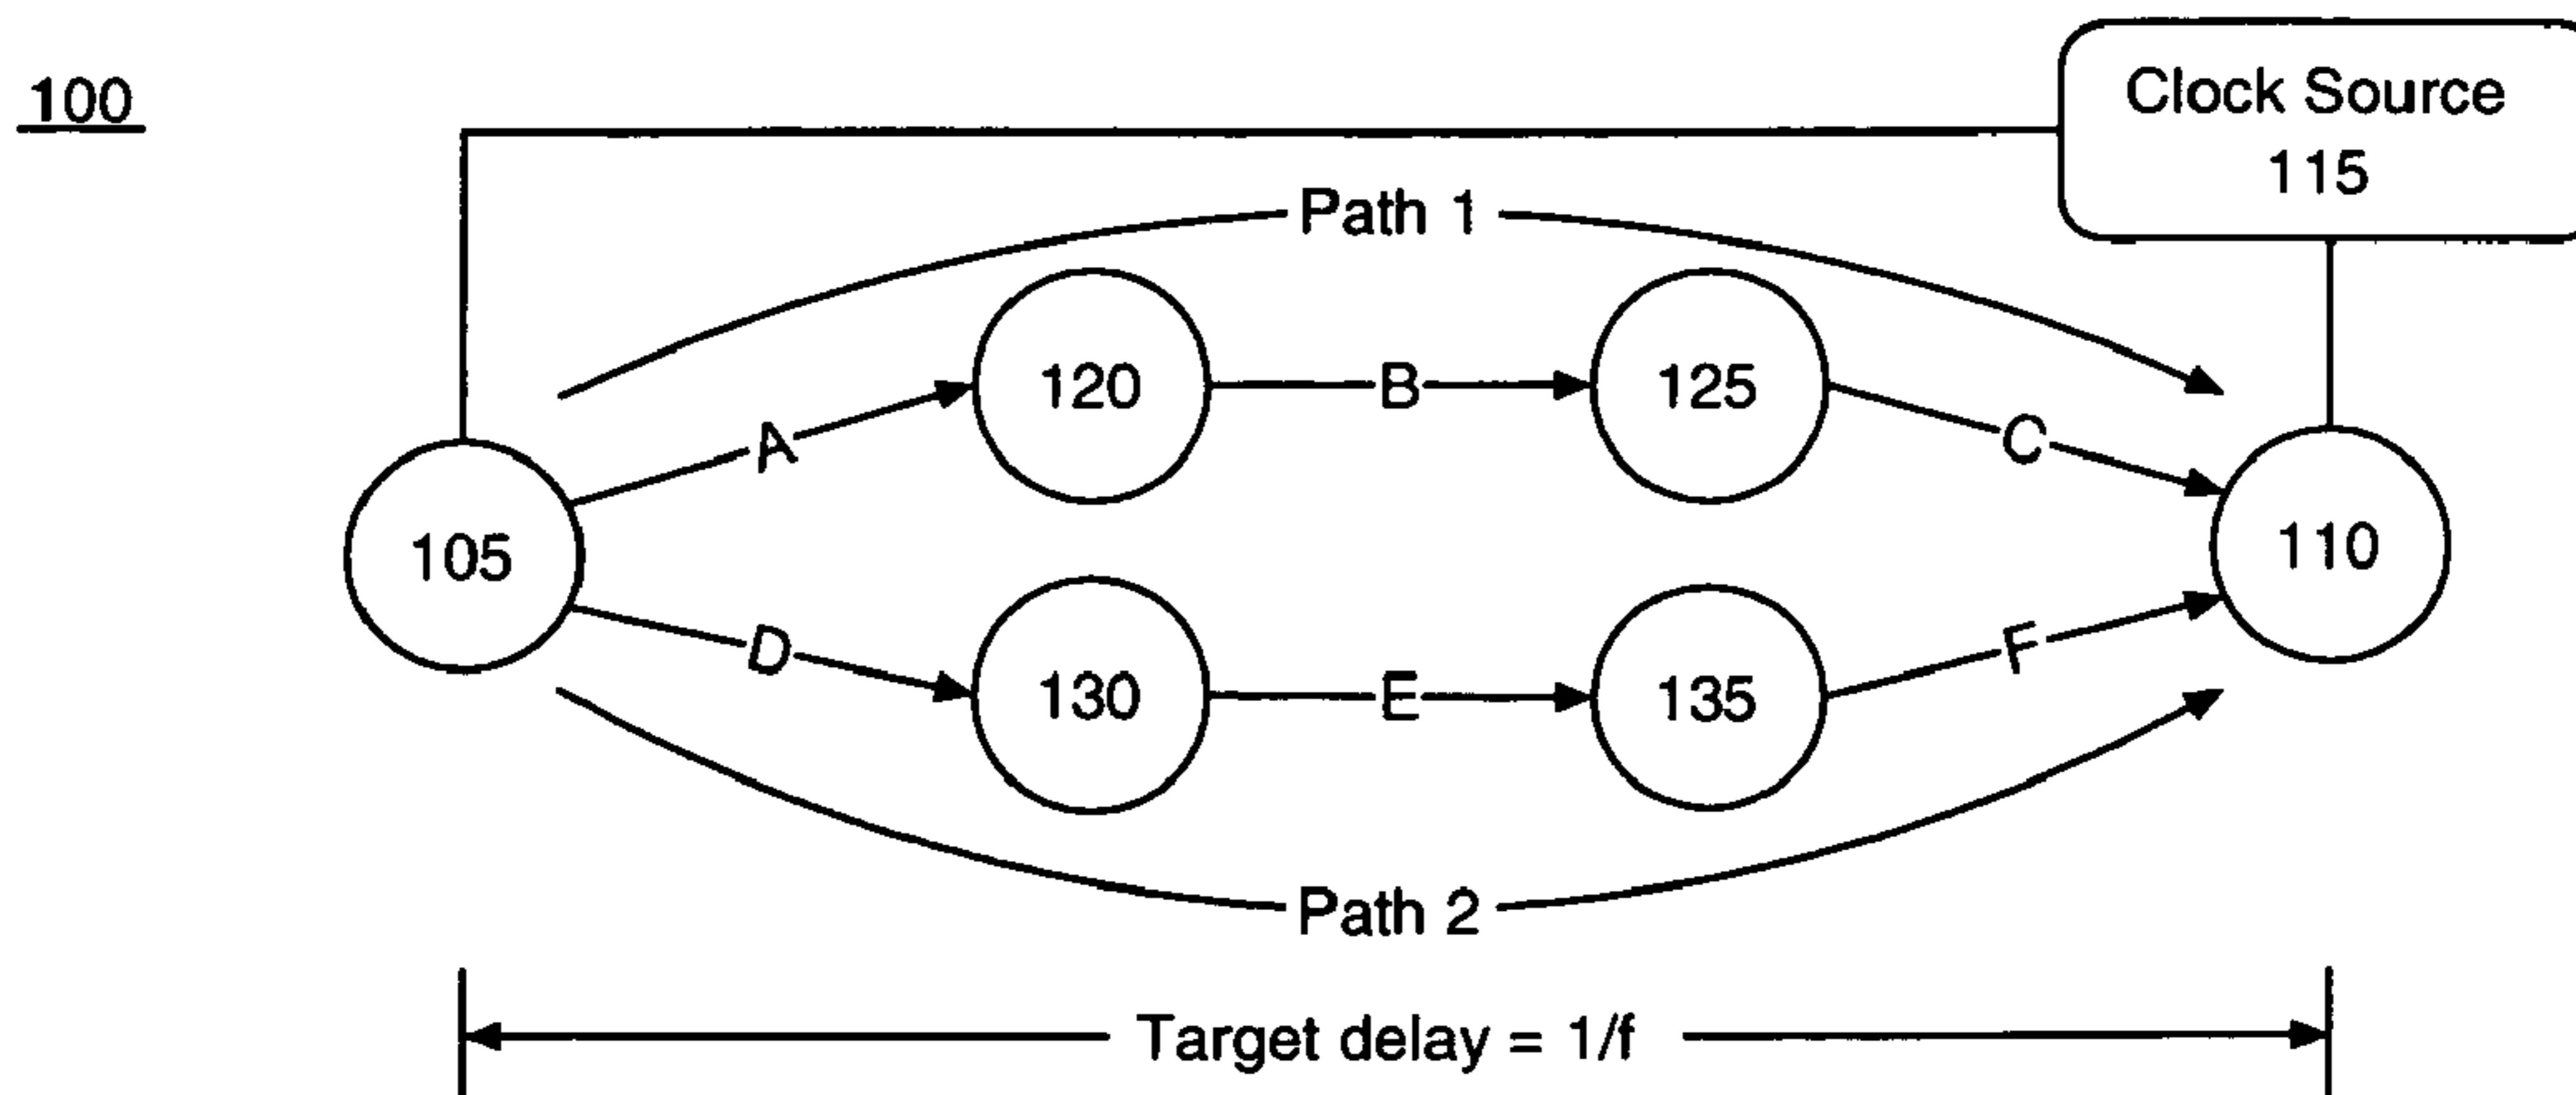 100
Clock Source
115
Path 1
120
B
125
A
C
105
110
D
F
130
E
135
Path 2
Target delay = 1/f